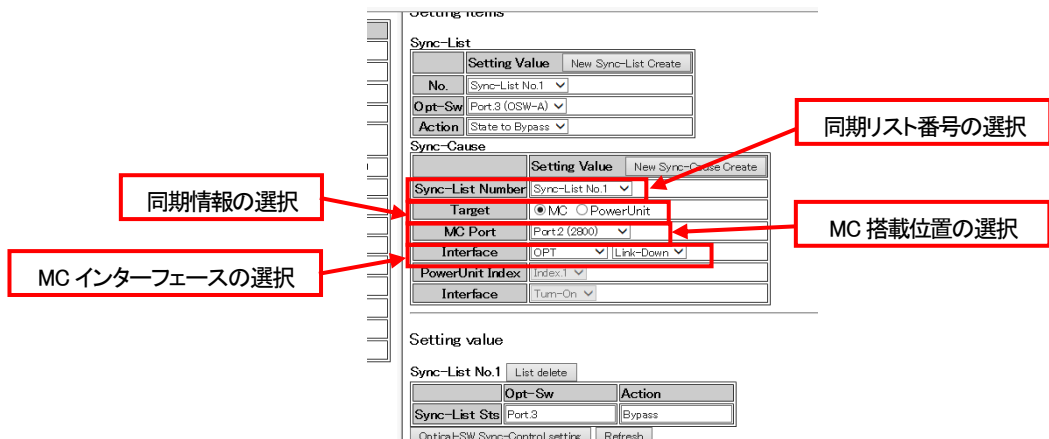 Setting Items
Sync-List
Setting Value New Sync-List Create
No. Sync-List No.1
Opt-Sw Port.3 (OSW-A)
Action State to Bypass
Sync-Cause
Setting Value New Sync-Cause Create
Sync-List Number Sync-List No.1
Target MC PowerUnit
MC Port Port.2 (2800)
Interface OPT Link-Down
PowerUnit Index Index.1
Interface Turn-On
Setting value
Sync-List No.1 List delete
Opt-Sw Action
Sync-List Sts Port.3 Bypass
Optical-SW Sync-Control setting Refresh
同期リスト番号の選択
同期情報の選択
MC 搭載位置の選択
MC インターフェースの選択